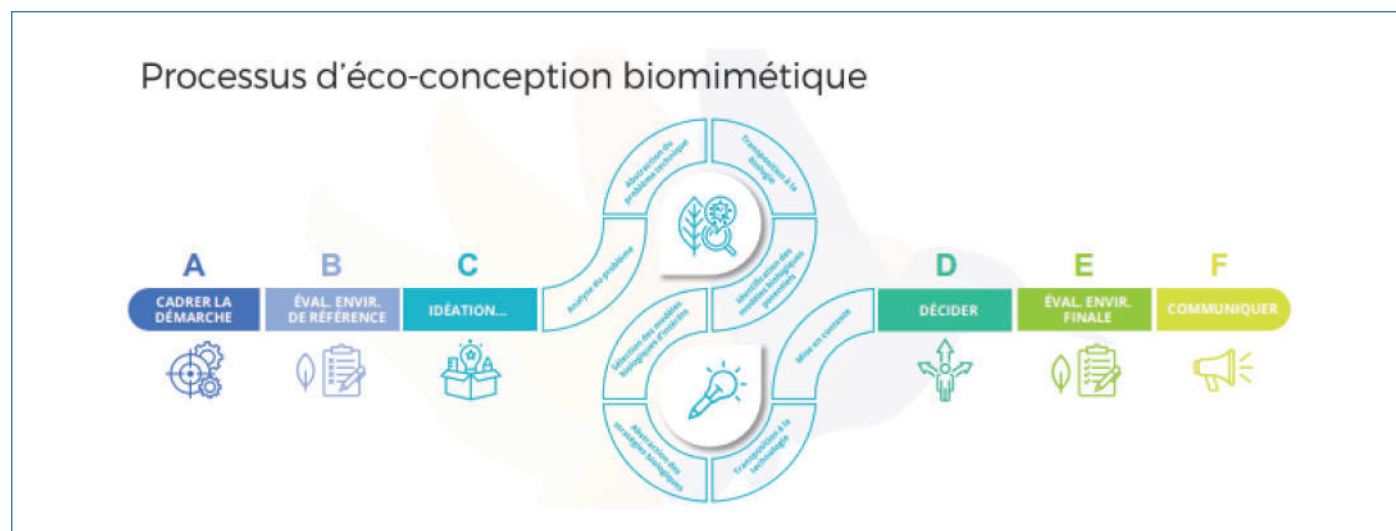 Processus d'éco-conception biomimétique
A
CADRER LA
DÉMARCHE
B
ÉVAL. ENVIR.
DE RÉFÉRENCE
C
IDÉATION...
Analyse du problème
Abstraction du
problème technique
Transposition à la
biologie
Identification des
modèles biologiques
potentiels
Sélection des modèles
biologiques d'intérêts
Abstraction des
stratégies biologiques
Transposition à la
technologie
Mise en contexte
D
DÉCIDER
E
ÉVAL. ENVIR.
FINALE
F
COMMUNIQUER